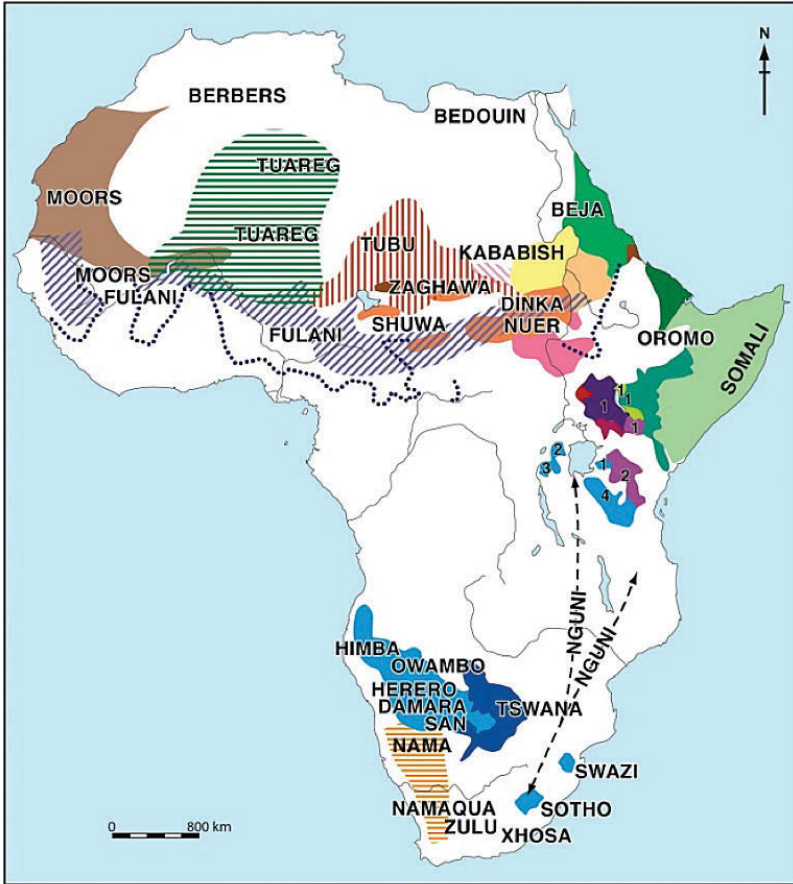 N
BERBERS
BEDOUIN
TUAREG
MOORS
BEJA
TUAREG
TUBU
KABABISH
MOORS
ZAGHAWA
FULANI
DINKA
SHUWA
NUER
FULANI
OROMO
SOMALI
1
1
1
1
2
3
1
2
4
NGUNI
NGUNI
HIMBA
OWAMBO
HERERO
DAMARA
TSWANA
SAN
NAMA
SWAZI
NAMAQUA
SOTHO
ZULU
XHOSA
0 800 km